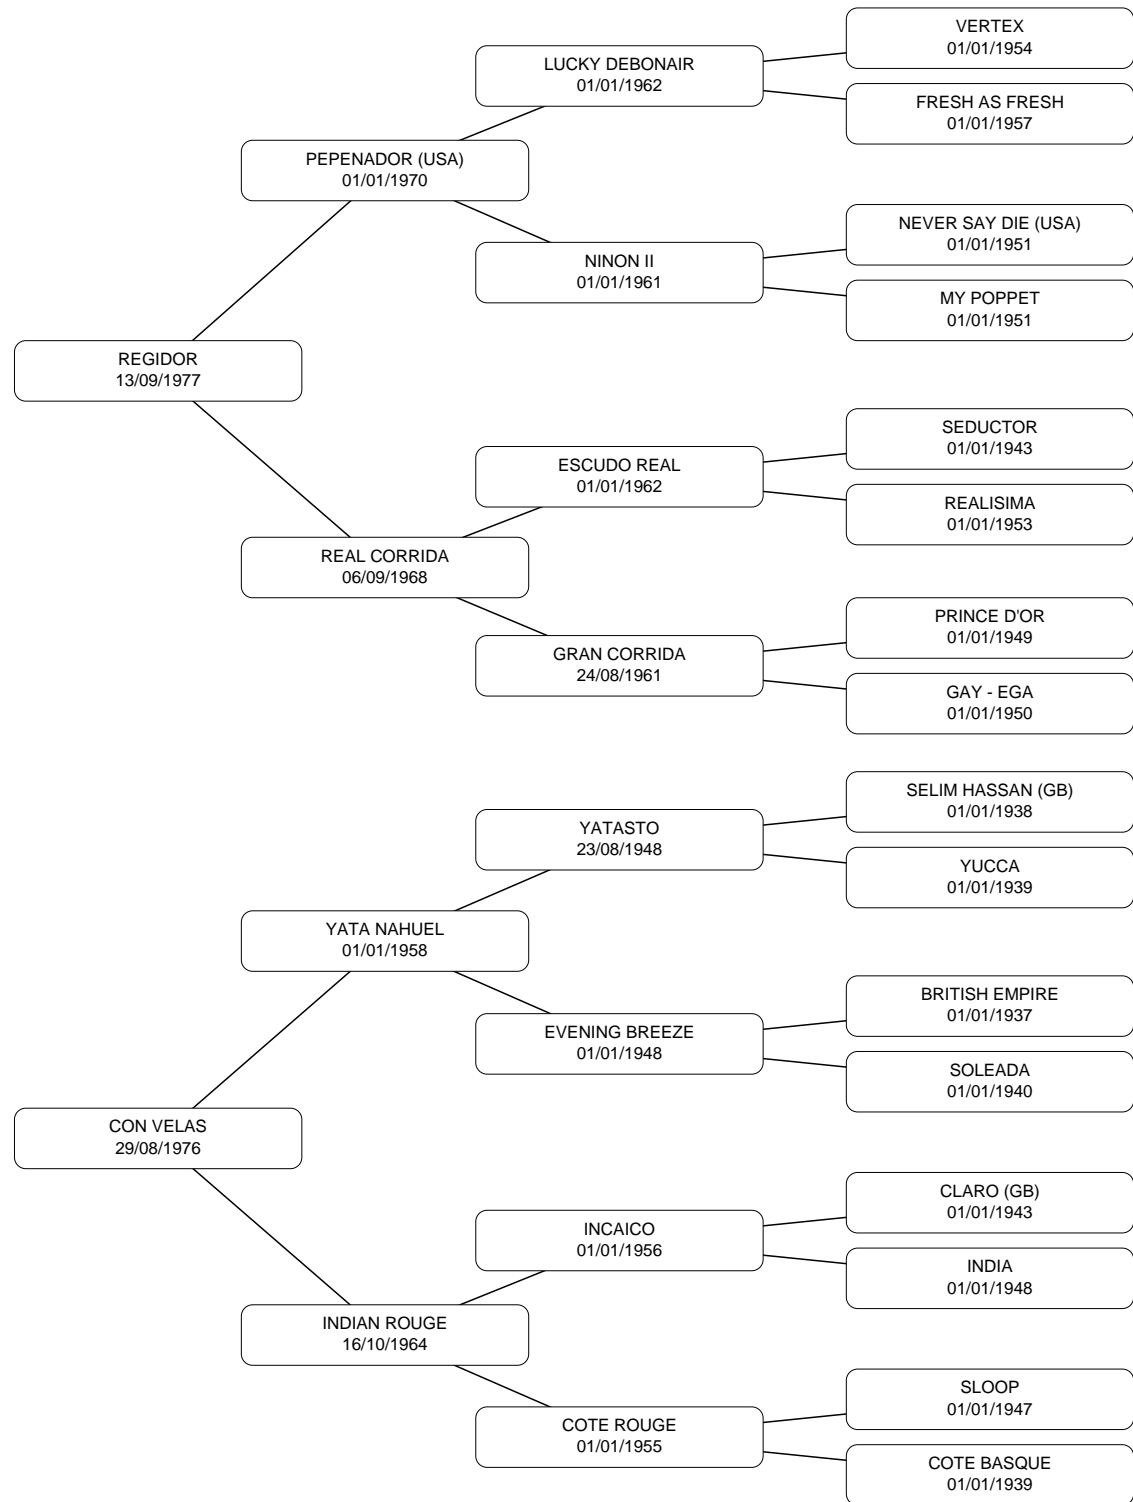 VERTEX
01/01/1954
LUCKY DEBONAIR
01/01/1962
FRESH AS FRESH
01/01/1957
PEPENADOR (USA)
01/01/1970
NEVER SAY DIE (USA)
01/01/1951
NINON II
01/01/1961
MY POPPET
01/01/1951
REGIDOR
13/09/1977
SEDUCTOR
01/01/1943
ESCUDO REAL
01/01/1962
REALISIMA
01/01/1953
REAL CORRIDA
06/09/1968
PRINCE D'OR
01/01/1949
GRAN CORRIDA
24/08/1961
GAY - EGA
01/01/1950
SELIM HASSAN (GB)
01/01/1938
YATASTO
23/08/1948
YUCCA
01/01/1939
YATA NAHUEL
01/01/1958
BRITISH EMPIRE
01/01/1937
EVENING BREEZE
01/01/1948
SOLEADA
01/01/1940
CON VELAS
29/08/1976
CLARO (GB)
01/01/1943
INCAICO
01/01/1956
INDIA
01/01/1948
INDIAN ROUGE
16/10/1964
SLOOP
01/01/1947
COTE ROUGE
01/01/1955
COTE BASQUE
01/01/1939